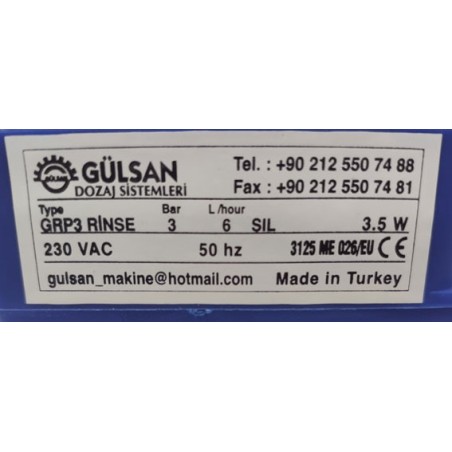 GÜLSAN
DOZAJ SİSTEMLERİ
Tel. : +90 212 550 74 88
Fax : +90 212 550 74 81
Type Bar L /hour
GRP3 RİNSE 3 6 SIL 3.5 W
230 VAC 50 hz 3125 ME 026/EU CE
gulsan_makine@hotmail.com Made in Turkey